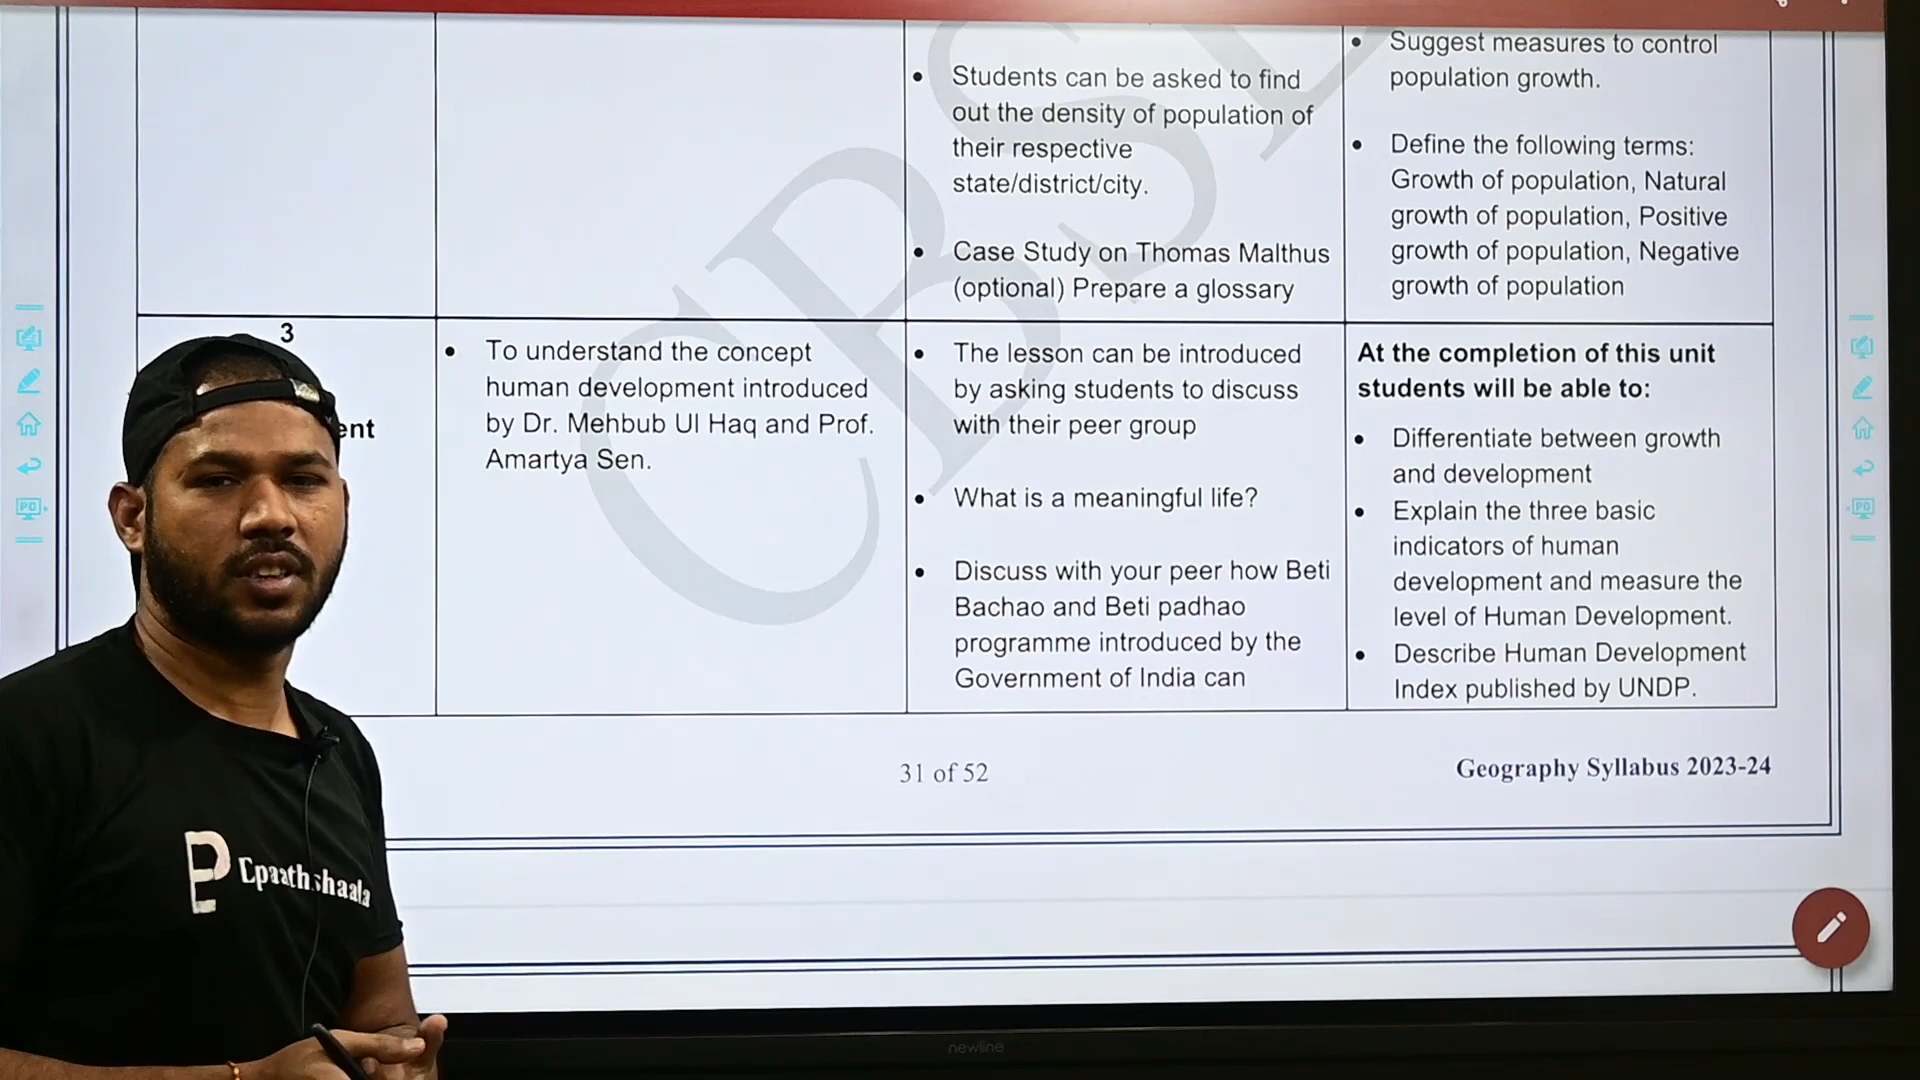 Students can be asked to find
out the density of population of
their respective
state/district/city.
Case Study on Thomas Malthus
(optional) Prepare a glossary
Suggest measures to control
population growth.
Define the following terms:
Growth of population, Natural
growth of population, Positive
growth of population, Negative
growth of population
3
ent
To understand the concept
human development introduced
by Dr. Mehbub Ul Haq and Prof.
Amartya Sen.
The lesson can be introduced
by asking students to discuss
with their peer group
What is a meaningful life?
Discuss with your peer how Beti
Bachao and Beti padhao
programme introduced by the
Government of India can
At the completion of this unit
students will be able to:
Differentiate between growth
and development
Explain the three basic
indicators of human
development and measure the
level of Human Development.
Describe Human Development
Index published by UNDP.
31 of 52
Geography Syllabus 2023-24
CBSE
PO
PO
Epaathshaala
newline